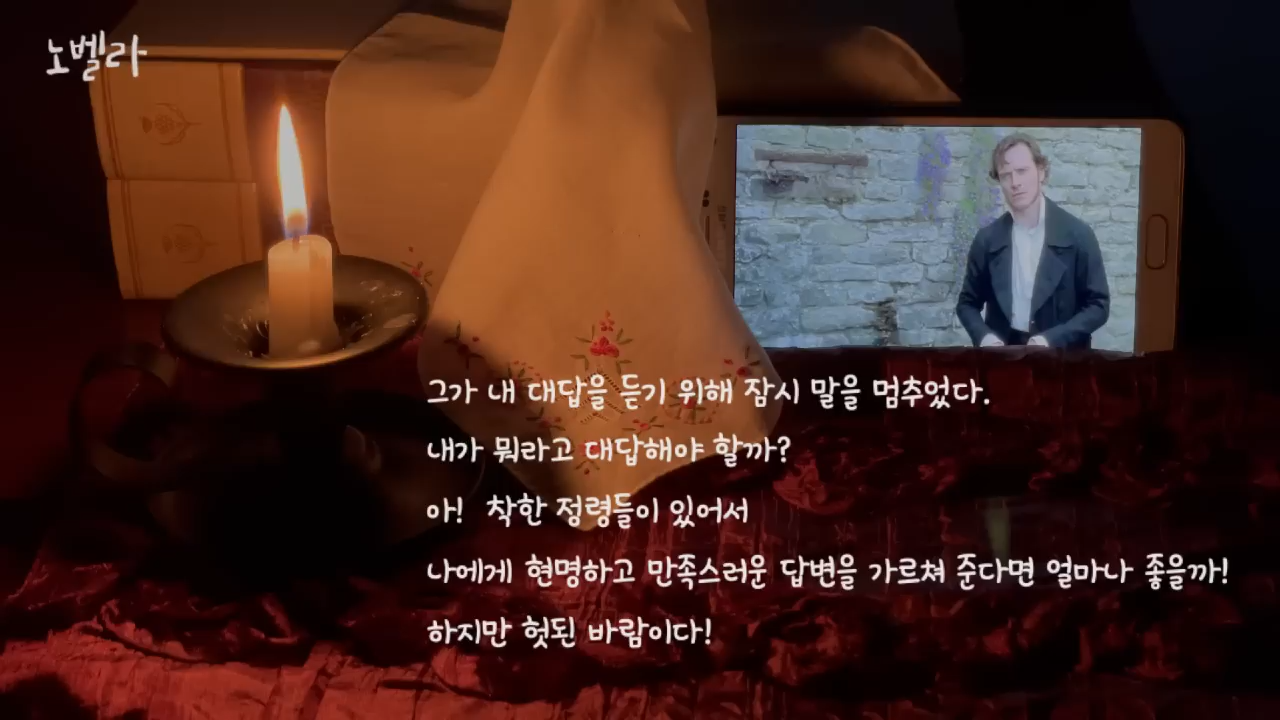 노벨라
그가 내 대답을 듣기 위해 잠시 말을 멈추었다.
내가 뭐라고 대답해야 할까?
아! 착한 정령들이 있어서
나에게 현명하고 만족스러운 답변을 가르쳐 준다면 얼마나 좋을까!
하지만 헛된 바람이다!